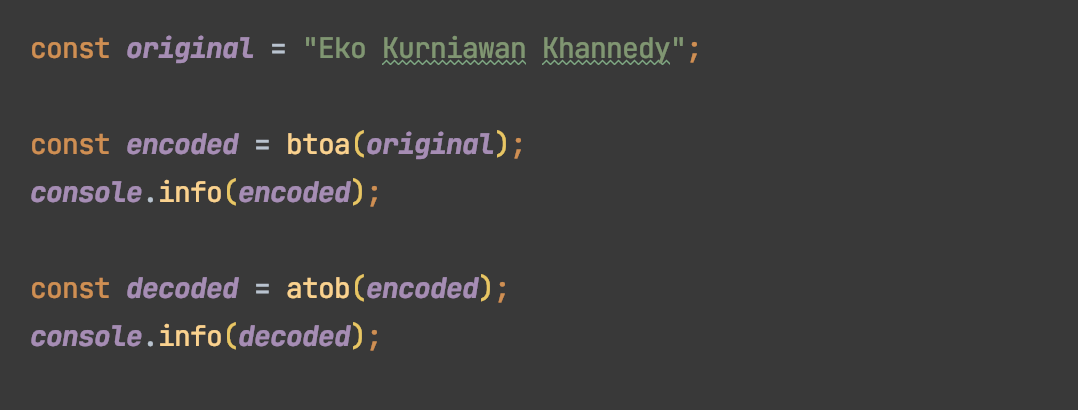 const original = "Eko Kurniawan Khannedy";
const encoded = btoa(original);
console.info(encoded);
const decoded = atob(encoded);
console.info(decoded);